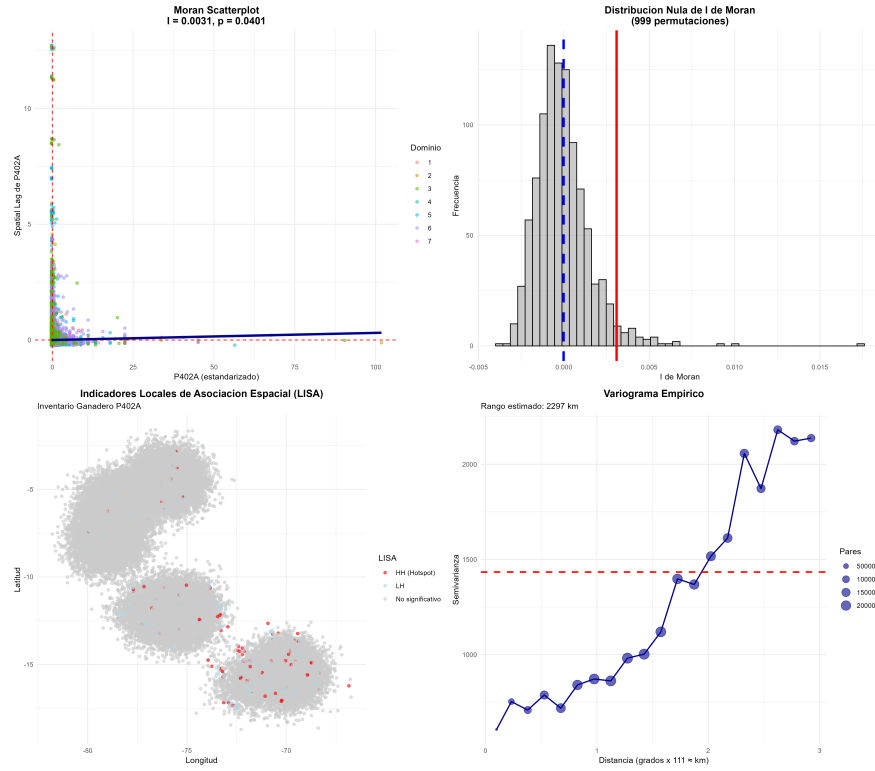 Moran Scatterplot
I = 0.0031, p = 0.0401
10
5
0
Spatial Lag de P402A
0
25
50
75
100
P402A (estandarizado)
Dominio
1
2
3
4
5
6
7
Distribucion Nula de I de Moran
(999 permutaciones)
100
50
0
Frecuencia
-0.005
0.000
0.005
0.010
0.015
I de Moran
Indicadores Locales de Asociacion Espacial (LISA)
Inventario Ganadero P402A
-5
-10
-15
Latitud
-80
-75
-70
Longitud
LISA
HH (Hotspot)
LH
No significativo
Variograma Empirico
Rango estimado: 2297 km
2000
1500
1000
Semivarianza
0
1
2
3
Distancia (grados x 111 ≈ km)
Pares
50000
10000
15000
20000